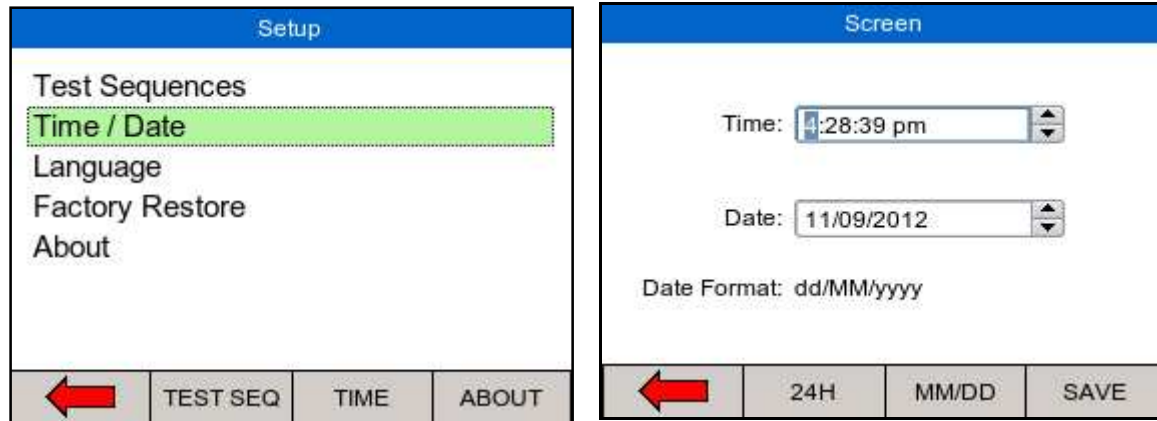 Setup
Test Sequences
Time / Date
Language
Factory Restore
About
TEST SEQ TIME ABOUT
Screen
Time: 4:28:39 pm
Date: 11/09/2012
Date Format: dd/MM/yyyy
24H MM/DD SAVE